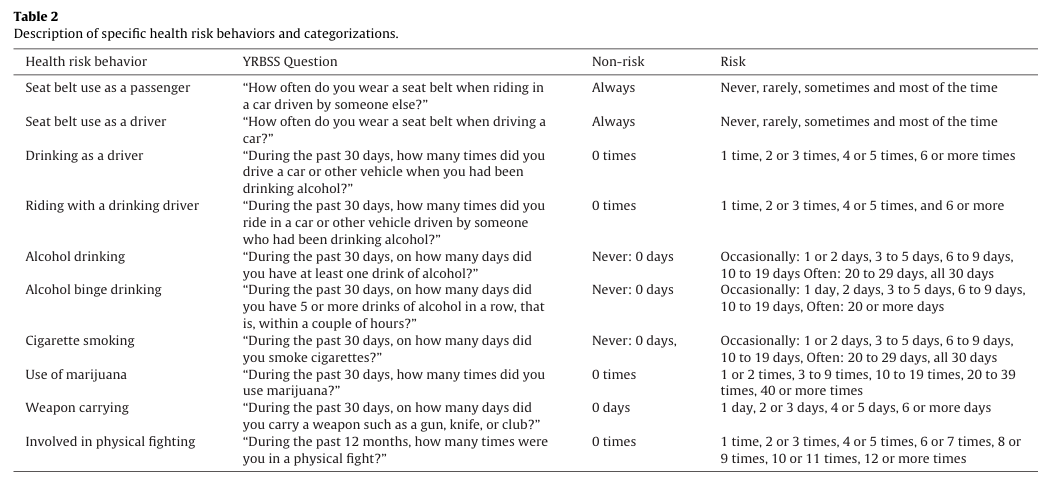 Table 2
Description of specific health risk behaviors and categorizations.
Health risk behavior YRBSS Question Non-risk Risk
Seat belt use as a passenger “How often do you wear a seat belt when riding in Always Never, rarely, sometimes and most of the time
a car driven by someone else?”
Seat belt use as a driver “How often do you wear a seat belt when driving a Always Never, rarely, sometimes and most of the time
car?”
Drinking as a driver “During the past 30 days, how many times did you 0 times 1 time, 2 or 3 times, 4 or 5 times, 6 or more times
drive a car or other vehicle when you had been
drinking alcohol?”
Riding with a drinking driver “During the past 30 days, how many times did you 0 times 1 time, 2 or 3 times, 4 or 5 times, and 6 or more
ride in a car or other vehicle driven by someone
who had been drinking alcohol?”
Alcohol drinking “During the past 30 days, on how many days did Never: 0 days Occasionally: 1 or 2 days, 3 to 5 days, 6 to 9 days,
you have at least one drink of alcohol?” 10 to 19 days Often: 20 to 29 days, all 30 days
Alcohol binge drinking “During the past 30 days, on how many days did Never: 0 days Occasionally: 1 day, 2 days, 3 to 5 days, 6 to 9 days,
you have 5 or more drinks of alcohol in a row, that 10 to 19 days, Often: 20 or more days
is, within a couple of hours?”
Cigarette smoking “During the past 30 days, on how many days did Never: 0 days, Occasionally: 1 or 2 days, 3 to 5 days, 6 to 9 days,
you smoke cigarettes?” 10 to 19 days, Often: 20 to 29 days, all 30 days
Use of marijuana “During the past 30 days, how many times did you 0 times 1 or 2 times, 3 to 9 times, 10 to 19 times, 20 to 39
use marijuana?” times, 40 or more times
Weapon carrying “During the past 30 days, on how many days did 0 days 1 day, 2 or 3 days, 4 or 5 days, 6 or more days
you carry a weapon such as a gun, knife, or club?”
Involved in physical fighting “During the past 12 months, how many times were 0 times 1 time, 2 or 3 times, 4 or 5 times, 6 or 7 times, 8 or
you in a physical fight?” 9 times, 10 or 11 times, 12 or more times